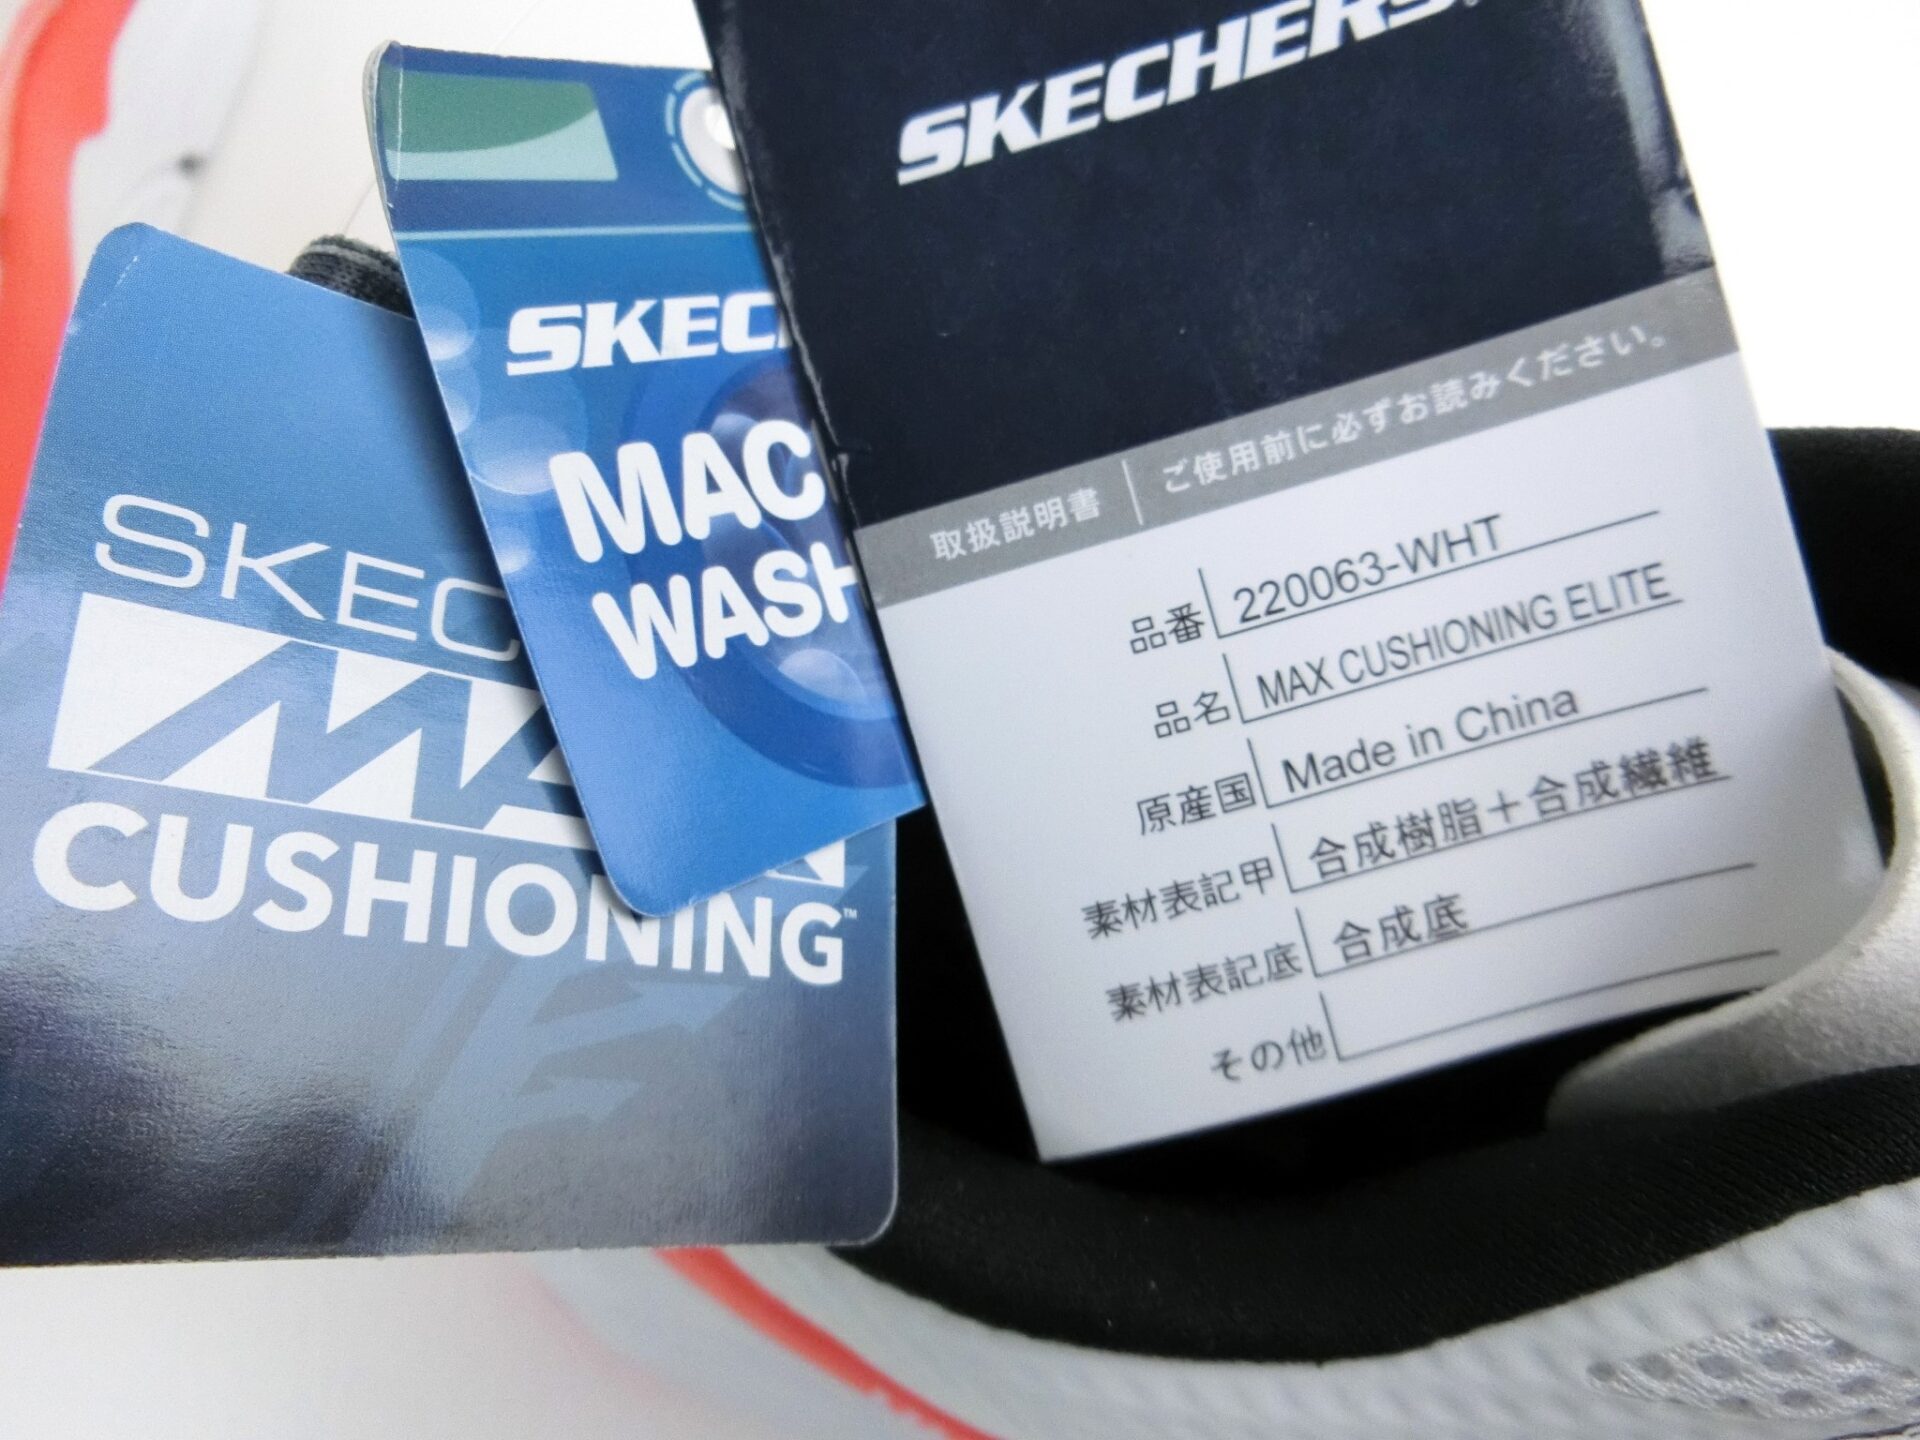 SKECHERS
取扱説明書 | ご使用前に必ずお読みください。
品番 220063-WHT
品名 MAX CUSHIONING ELITE
原産国 Made in China
素材表記甲 合成樹脂+合成繊維
素材表記底 合成底
その他
SKEC
MAC
WASH
SKEC
CUSHIONING™